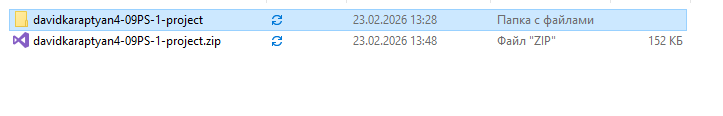 davidkaraptyan4-09PS-1-project 23.02.2026 13:28 Папка с файлами
davidkaraptyan4-09PS-1-project.zip 23.02.2026 13:48 Файл "ZIP" 152 КБ